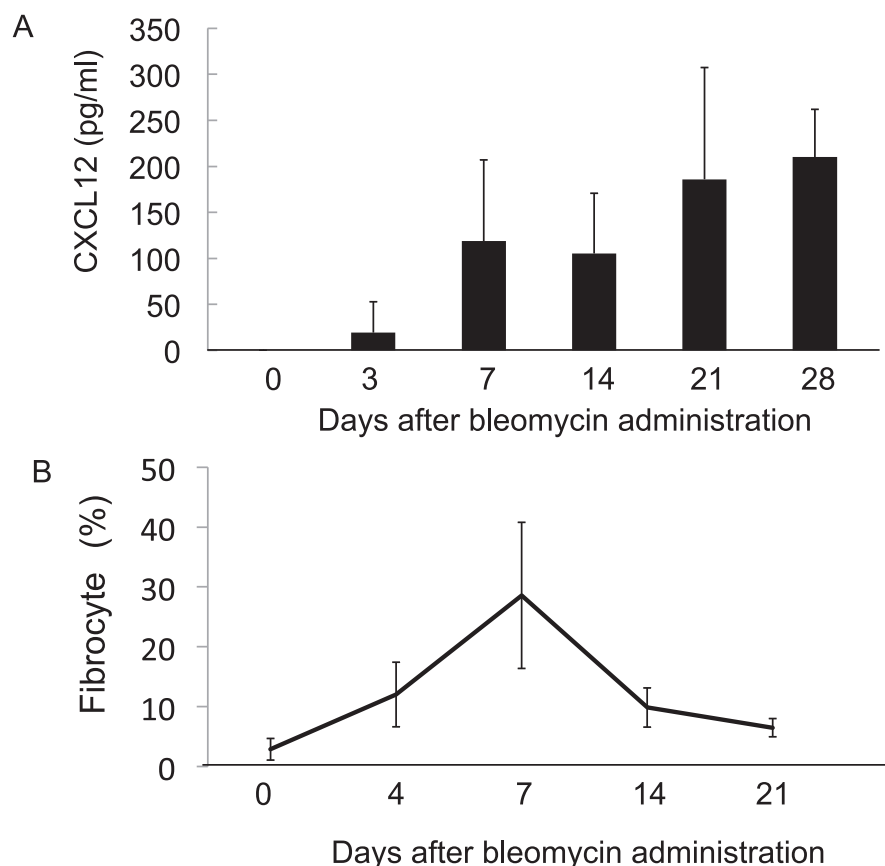 A
CXCL12 (pg/ml)
350
300
250
200
150
100
50
0
0 3 7 14 21 28
Days after bleomycin administration
B
Fibrocyte (%)
50
40
30
20
10
0
0 4 7 14 21
Days after bleomycin administration